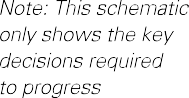 Note: This schematic
only shows the key
decisions required
to progress